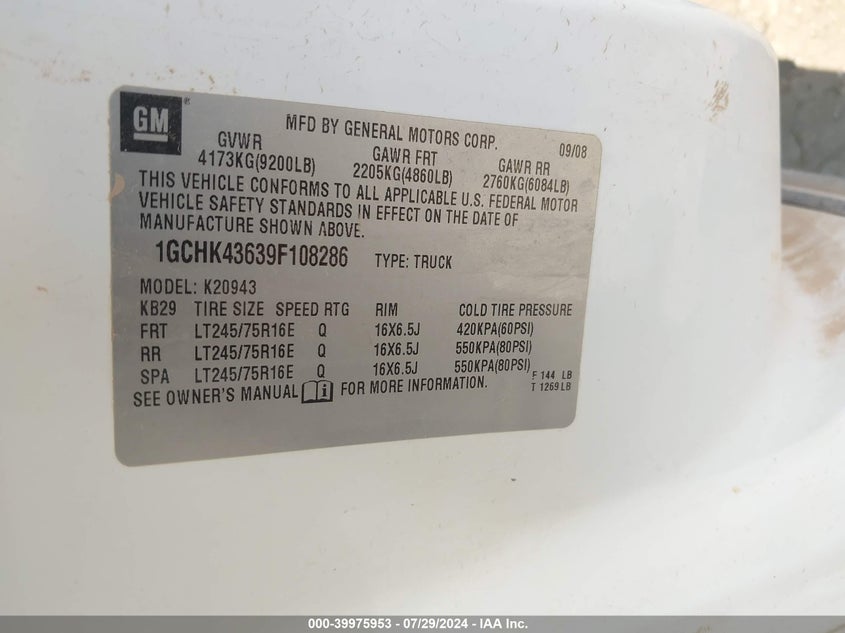 GM ®
MFD BY GENERAL MOTORS CORP. 09/08
GVWR GAWR FRT GAWR RR
4173KG(9200LB) 2205KG(4860LB) 2760KG(6084LB)
THIS VEHICLE CONFORMS TO ALL APPLICABLE U.S. FEDERAL MOTOR
VEHICLE SAFETY STANDARDS IN EFFECT ON THE DATE OF
MANUFACTURE SHOWN ABOVE.
1GCHK43639F108286 TYPE: TRUCK
MODEL: K20943
KB29 TIRE SIZE SPEED RTG RIM COLD TIRE PRESSURE
FRT LT245/75R16E Q 16X6.5J 420KPA(60PSI)
RR LT245/75R16E Q 16X6.5J 550KPA(80PSI)
SPA LT245/75R16E Q 16X6.5J 550KPA(80PSI)
F 144 LB
T 1269 LB
SEE OWNER'S MANUAL i FOR MORE INFORMATION.
000-39975953 - 07/29/2024 - IAA Inc.